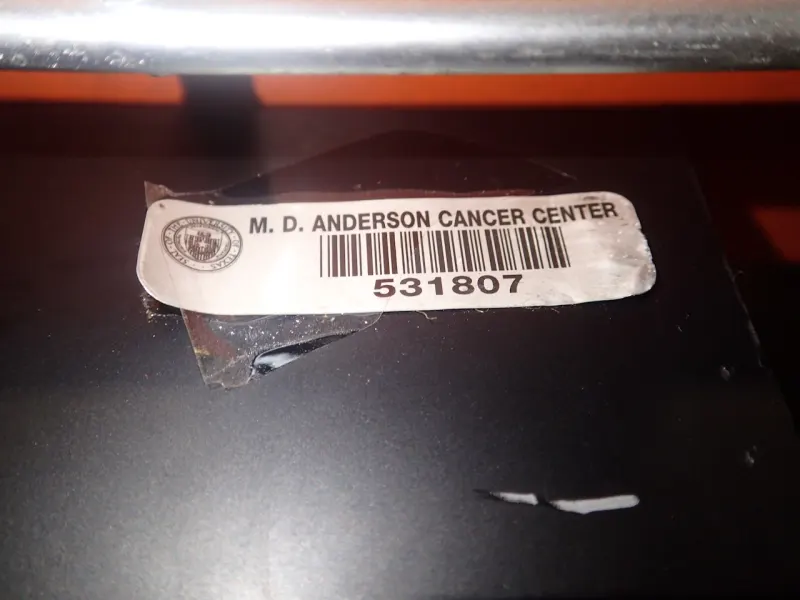 M. D. ANDERSON CANCER CENTER
531807